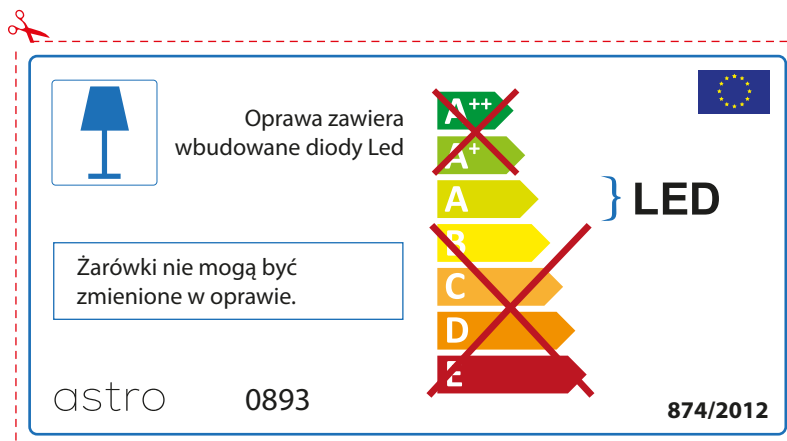 Oprawa zawiera
wbudowane diody Led
Żarówki nie mogą być
zmienione w oprawie.
A++
A+
A
B
C
D
E
LED
astro
0893
874/2012